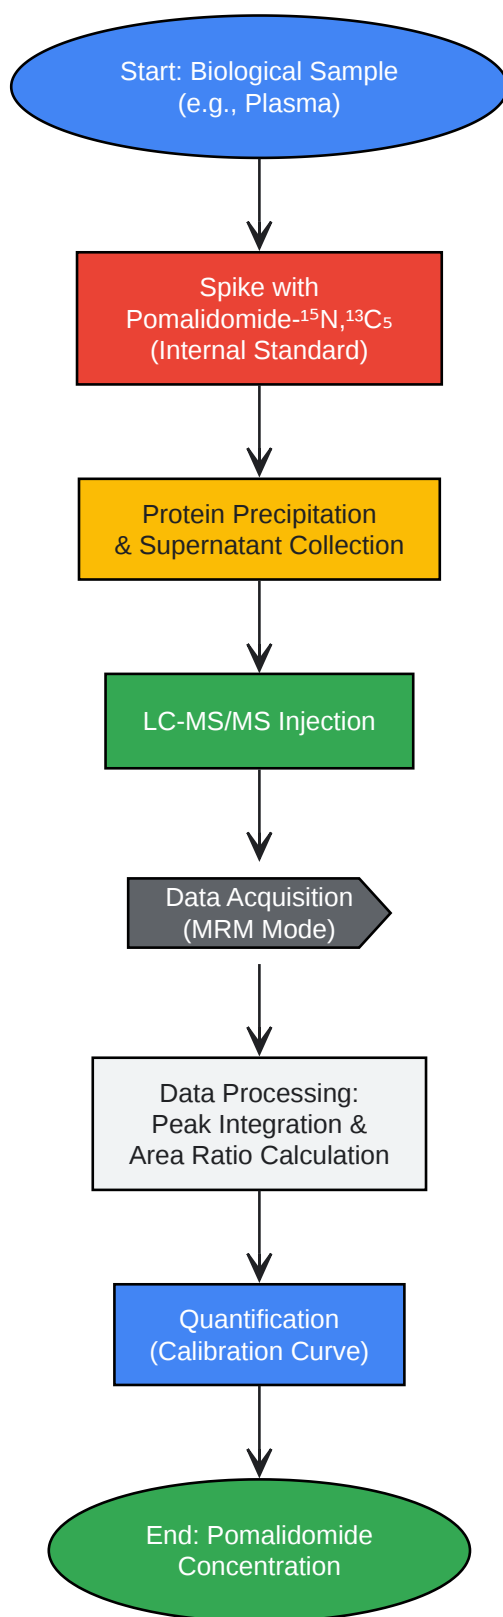 Start: Biological Sample
(e.g., Plasma)
Spike with
Pomalidomide-¹⁵N,¹³C₅
(Internal Standard)
Protein Precipitation
& Supernatant Collection
LC-MS/MS Injection
Data Acquisition
(MRM Mode)
Data Processing:
Peak Integration &
Area Ratio Calculation
Quantification
(Calibration Curve)
End: Pomalidomide
Concentration